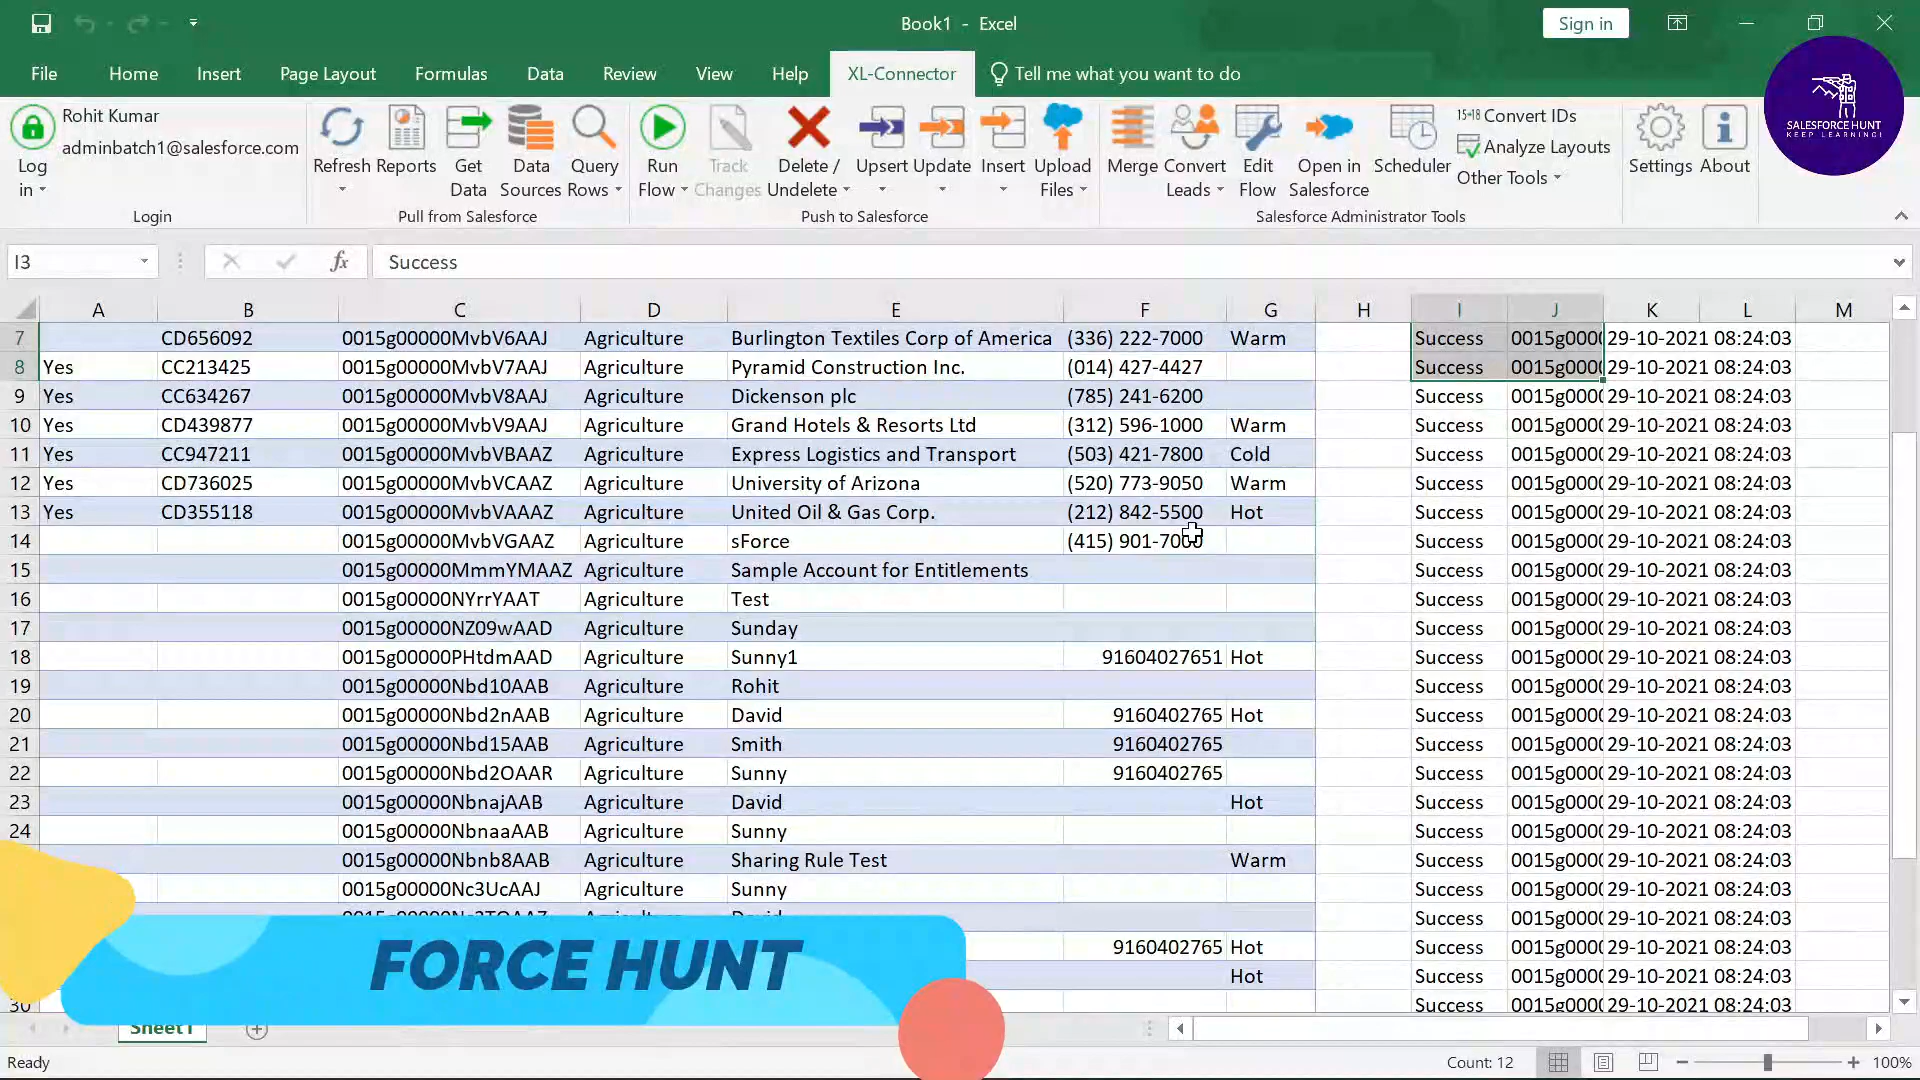 Book1 - Excel
Sign in
File Home Insert Page Layout Formulas Data Review View Help XL-Connector Tell me what you want to do
SALESFORCE HUNT
KEEP LEARNING!
Rohit Kumar
adminbatch1@salesforce.com
Log in
Refresh Reports Get Data Data Sources Query Rows
Run Flow Track Changes Delete / Undelete Upsert Update Insert Upload Files
Merge Convert Leads Edit Flow Open in Salesforce Scheduler
15→18 Convert IDs
Analyze Layouts
Other Tools
Settings About
Login Pull from Salesforce Push to Salesforce Salesforce Administrator Tools
I3 fx Success
A B C D E F G H I J K L M
7 CD656092 0015g00000MvbV6AAJ Agriculture Burlington Textiles Corp of America (336) 222-7000 Warm Success 0015g000 29-10-2021 08:24:03
8 Yes CC213425 0015g00000MvbV7AAJ Agriculture Pyramid Construction Inc. (014) 427-4427 Success 0015g000 29-10-2021 08:24:03
9 Yes CC634267 0015g00000MvbV8AAJ Agriculture Dickenson plc (785) 241-6200 Success 0015g000 29-10-2021 08:24:03
10 Yes CD439877 0015g00000MvbV9AAJ Agriculture Grand Hotels & Resorts Ltd (312) 596-1000 Warm Success 0015g000 29-10-2021 08:24:03
11 Yes CC947211 0015g00000MvbVBAAZ Agriculture Express Logistics and Transport (503) 421-7800 Cold Success 0015g000 29-10-2021 08:24:03
12 Yes CD736025 0015g00000MvbVCAAZ Agriculture University of Arizona (520) 773-9050 Warm Success 0015g000 29-10-2021 08:24:03
13 Yes CD355118 0015g00000MvbVAAAZ Agriculture United Oil & Gas Corp. (212) 842-5500 Hot Success 0015g000 29-10-2021 08:24:03
14 0015g00000MvbVGAAZ Agriculture sForce (415) 901-7000 Success 0015g000 29-10-2021 08:24:03
15 0015g00000MmmYMAAZ Agriculture Sample Account for Entitlements Success 0015g000 29-10-2021 08:24:03
16 0015g00000NYrrYAAT Agriculture Test Success 0015g000 29-10-2021 08:24:03
17 0015g00000NZ09wAAD Agriculture Sunday Success 0015g000 29-10-2021 08:24:03
18 0015g00000PHtdmAAD Agriculture Sunny1 91604027651 Hot Success 0015g000 29-10-2021 08:24:03
19 0015g00000Nbd10AAB Agriculture Rohit Success 0015g000 29-10-2021 08:24:03
20 0015g00000Nbd2nAAB Agriculture David 9160402765 Hot Success 0015g000 29-10-2021 08:24:03
21 0015g00000Nbd15AAB Agriculture Smith 9160402765 Success 0015g000 29-10-2021 08:24:03
22 0015g00000Nbd2OAAR Agriculture Sunny 9160402765 Success 0015g000 29-10-2021 08:24:03
23 0015g00000NbnajAAB Agriculture David Hot Success 0015g000 29-10-2021 08:24:03
24 0015g00000NbnaaAAB Agriculture Sunny Success 0015g000 29-10-2021 08:24:03
0015g00000Nbnb8AAB Agriculture Sharing Rule Test Warm Success 0015g000 29-10-2021 08:24:03
0015g00000Nc3UcAAJ Agriculture Sunny Success 0015g000 29-10-2021 08:24:03
Success 0015g000 29-10-2021 08:24:03
9160402765 Hot Success 0015g000 29-10-2021 08:24:03
Hot Success 0015g000 29-10-2021 08:24:03
30 Success 0015g000 29-10-2021 08:24:03
FORCE HUNT
Sheet1
Ready Count: 12 100%